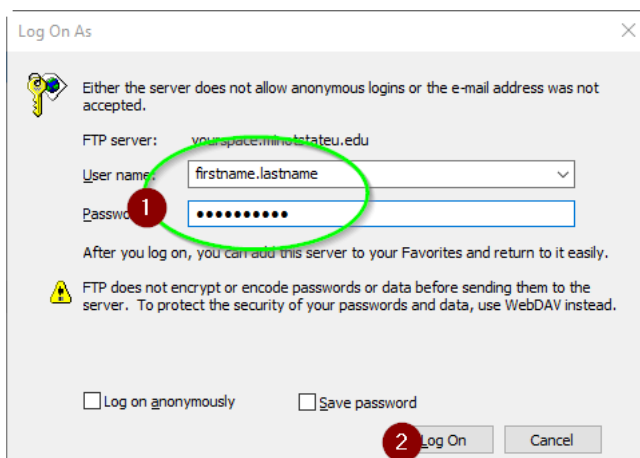 Log On As
Either the server does not allow anonymous logins or the e-mail address was not
accepted.
FTP server: yourspace.minotstateu.edu
User name: firstname.lastname
1
Passwor ••••••••••
After you log on, you can add this server to your Favorites and return to it easily.
FTP does not encrypt or encode passwords or data before sending them to the
server. To protect the security of your passwords and data, use WebDAV instead.
Log on anonymously Save password
2 Log On Cancel